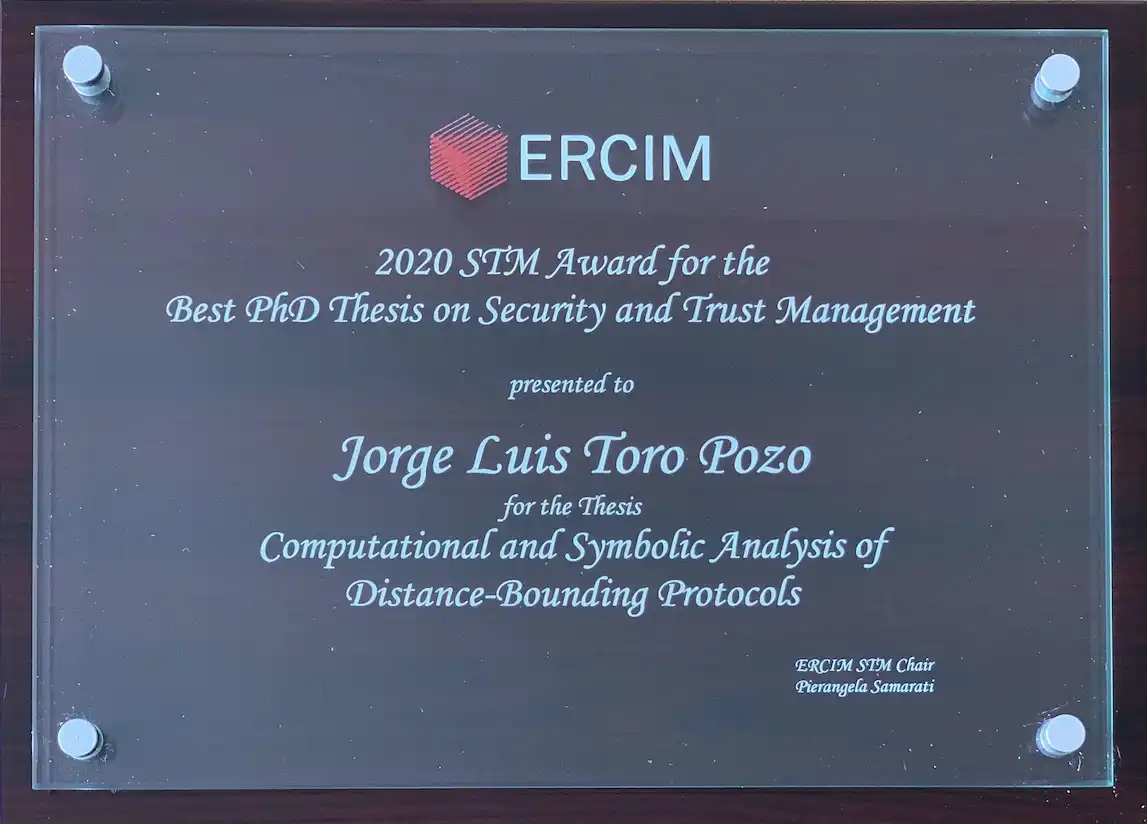 ERCIM
2020 STM Award for the
Best PhD Thesis on Security and Trust Management
presented to
Jorge Luis Toro Pozo
for the Thesis
Computational and Symbolic Analysis of
Distance-Bounding Protocols
ERCIM STM Chair
Pierangela Samarati